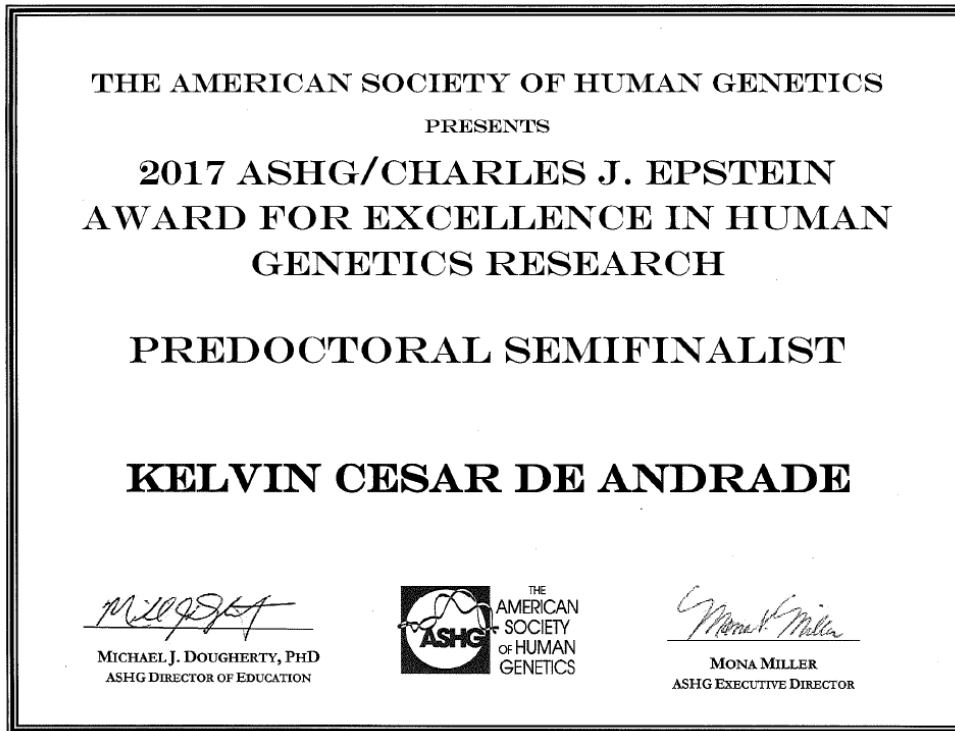 THE AMERICAN SOCIETY OF HUMAN GENETICS
PRESENTS
2017 ASHG/CHARLES J. EPSTEIN
AWARD FOR EXCELLENCE IN HUMAN
GENETICS RESEARCH
PREDOCTORAL SEMIFINALIST
KELVIN CESAR DE ANDRADE
MICHAEL J. DOUGHERTY, PHD
ASHG DIRECTOR OF EDUCATION
ASHG
THE
AMERICAN
SOCIETY
OF HUMAN
GENETICS
Mona V. Miller
MONA MILLER
ASHG EXECUTIVE DIRECTOR